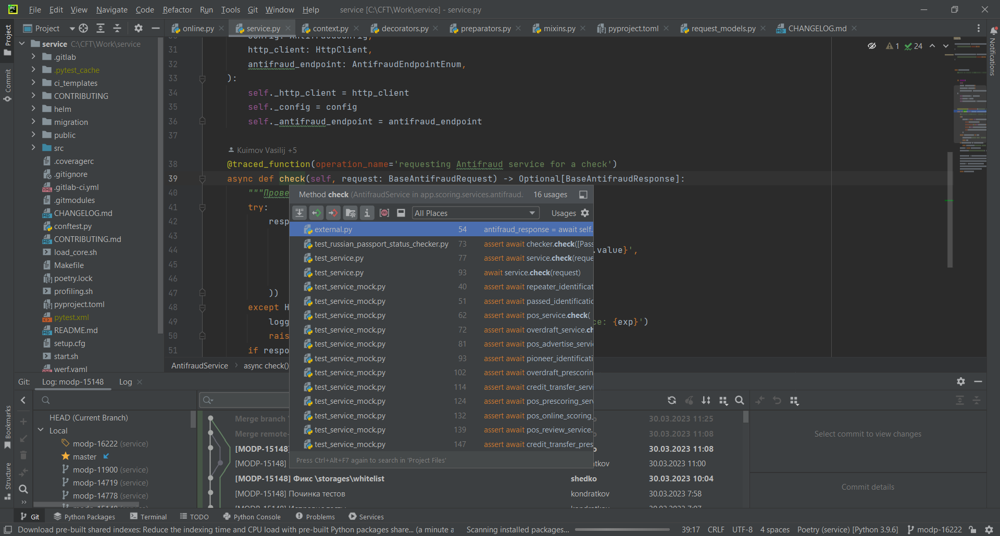 File Edit View Navigate Code Refactor Run Tools Git Window Help service [C:\CFT\Work\service] - service.py
Project online.py service.py context.py decorators.py preparators.py mixins.py pyproject.toml request_models.py CHANGELOG.md
Project
Commit
Bookmarks
Structure
Notifications
service C:\CFT\Work\service
.gitlab
.pytest_cache
ci_templates
CONTRIBUTING
helm
migration
public
src
.coveragerc
.gitignore
.gitlab-ci.yml
.gitmodules
CHANGELOG.md
conftest.py
CONTRIBUTING.md
load_core.sh
Makefile
poetry.lock
profiling.sh
pyproject.toml
pytest.xml
README.md
setup.cfg
start.sh
werf.yaml
1 24
config: AntifraudConfig,
31 http_client: HttpClient,
32 antifraud_endpoint: AntifraudEndpointEnum,
33 ):
34 self._http_client = http_client
35 self._config = config
36 self._antifraud_endpoint = antifraud_endpoint
37
Kuimov Vasilij +5
38 @traced_function(operation_name='requesting Antifraud service for a check')
39 async def check(self, request: BaseAntifraudRequest) -> Optional[BaseAntifraudResponse]:
40 """Прове
41 try:
42 resp
43
44 .value}',
45
46
47 ))
48 except H
49 logg ce: {exp}')
50 rais
51 if respo
AntifraudService async check()
Method check (AntifraudService in app.scoring.services.antifraud. 16 usages
All Places Usages
external.py 54 antifraud_response = await self.
test_russian_passport_status_checker.py 73 assert await checker.check([Pass
test_service.py 77 assert await service.check(reque
test_service.py 93 await service.check(request)
test_service_mock.py 40 assert await repeater_identificat
test_service_mock.py 51 assert await passed_identificatio
test_service_mock.py 62 assert await pos_service.check(
test_service_mock.py 72 assert await overdraft_service.ch
test_service_mock.py 81 assert await pos_advertise_servi
test_service_mock.py 93 assert await pioneer_identificati
test_service_mock.py 102 assert await overdraft_prescorin
test_service_mock.py 114 assert await credit_transfer_servi
test_service_mock.py 124 assert await pos_prescoring_serv
test_service_mock.py 132 assert await pos_online_scoring_
test_service_mock.py 139 assert await pos_review_service.
test_service_mock.py 147 assert await credit_transfer_pres
Press Ctrl+Alt+F7 again to search in 'Project Files'
Git: Log: modp-15148 Log
HEAD (Current Branch)
Local
modp-16222 (service)
master
modp-11900 (service)
modp-14719 (service)
modp-14778 (service)
modp-15148 (service)
Merge branch o 30.03.2023 11:25
Merge remote- o 30.03.2023 11:08
[MODP-15148] o 30.03.2023 11:08
[MODP-15148] tkov 30.03.2023 11:00
[MODP-15148] Фикс \storages\whitelist shedko 30.03.2023 10:04
[MODP-15148] Починка тестов kondratkov 30.03.2023 7:58
Select commit to view changes
Commit details
Git Python Packages Terminal TODO Python Console Problems Services
Download pre-built shared indexes: Reduce the indexing time and CPU load with pre-built Python packages share... (a minute a Scanning installed packages... 39:17 CRLF UTF-8 4 spaces Poetry (service) [Python 3.9.6] modp-16222